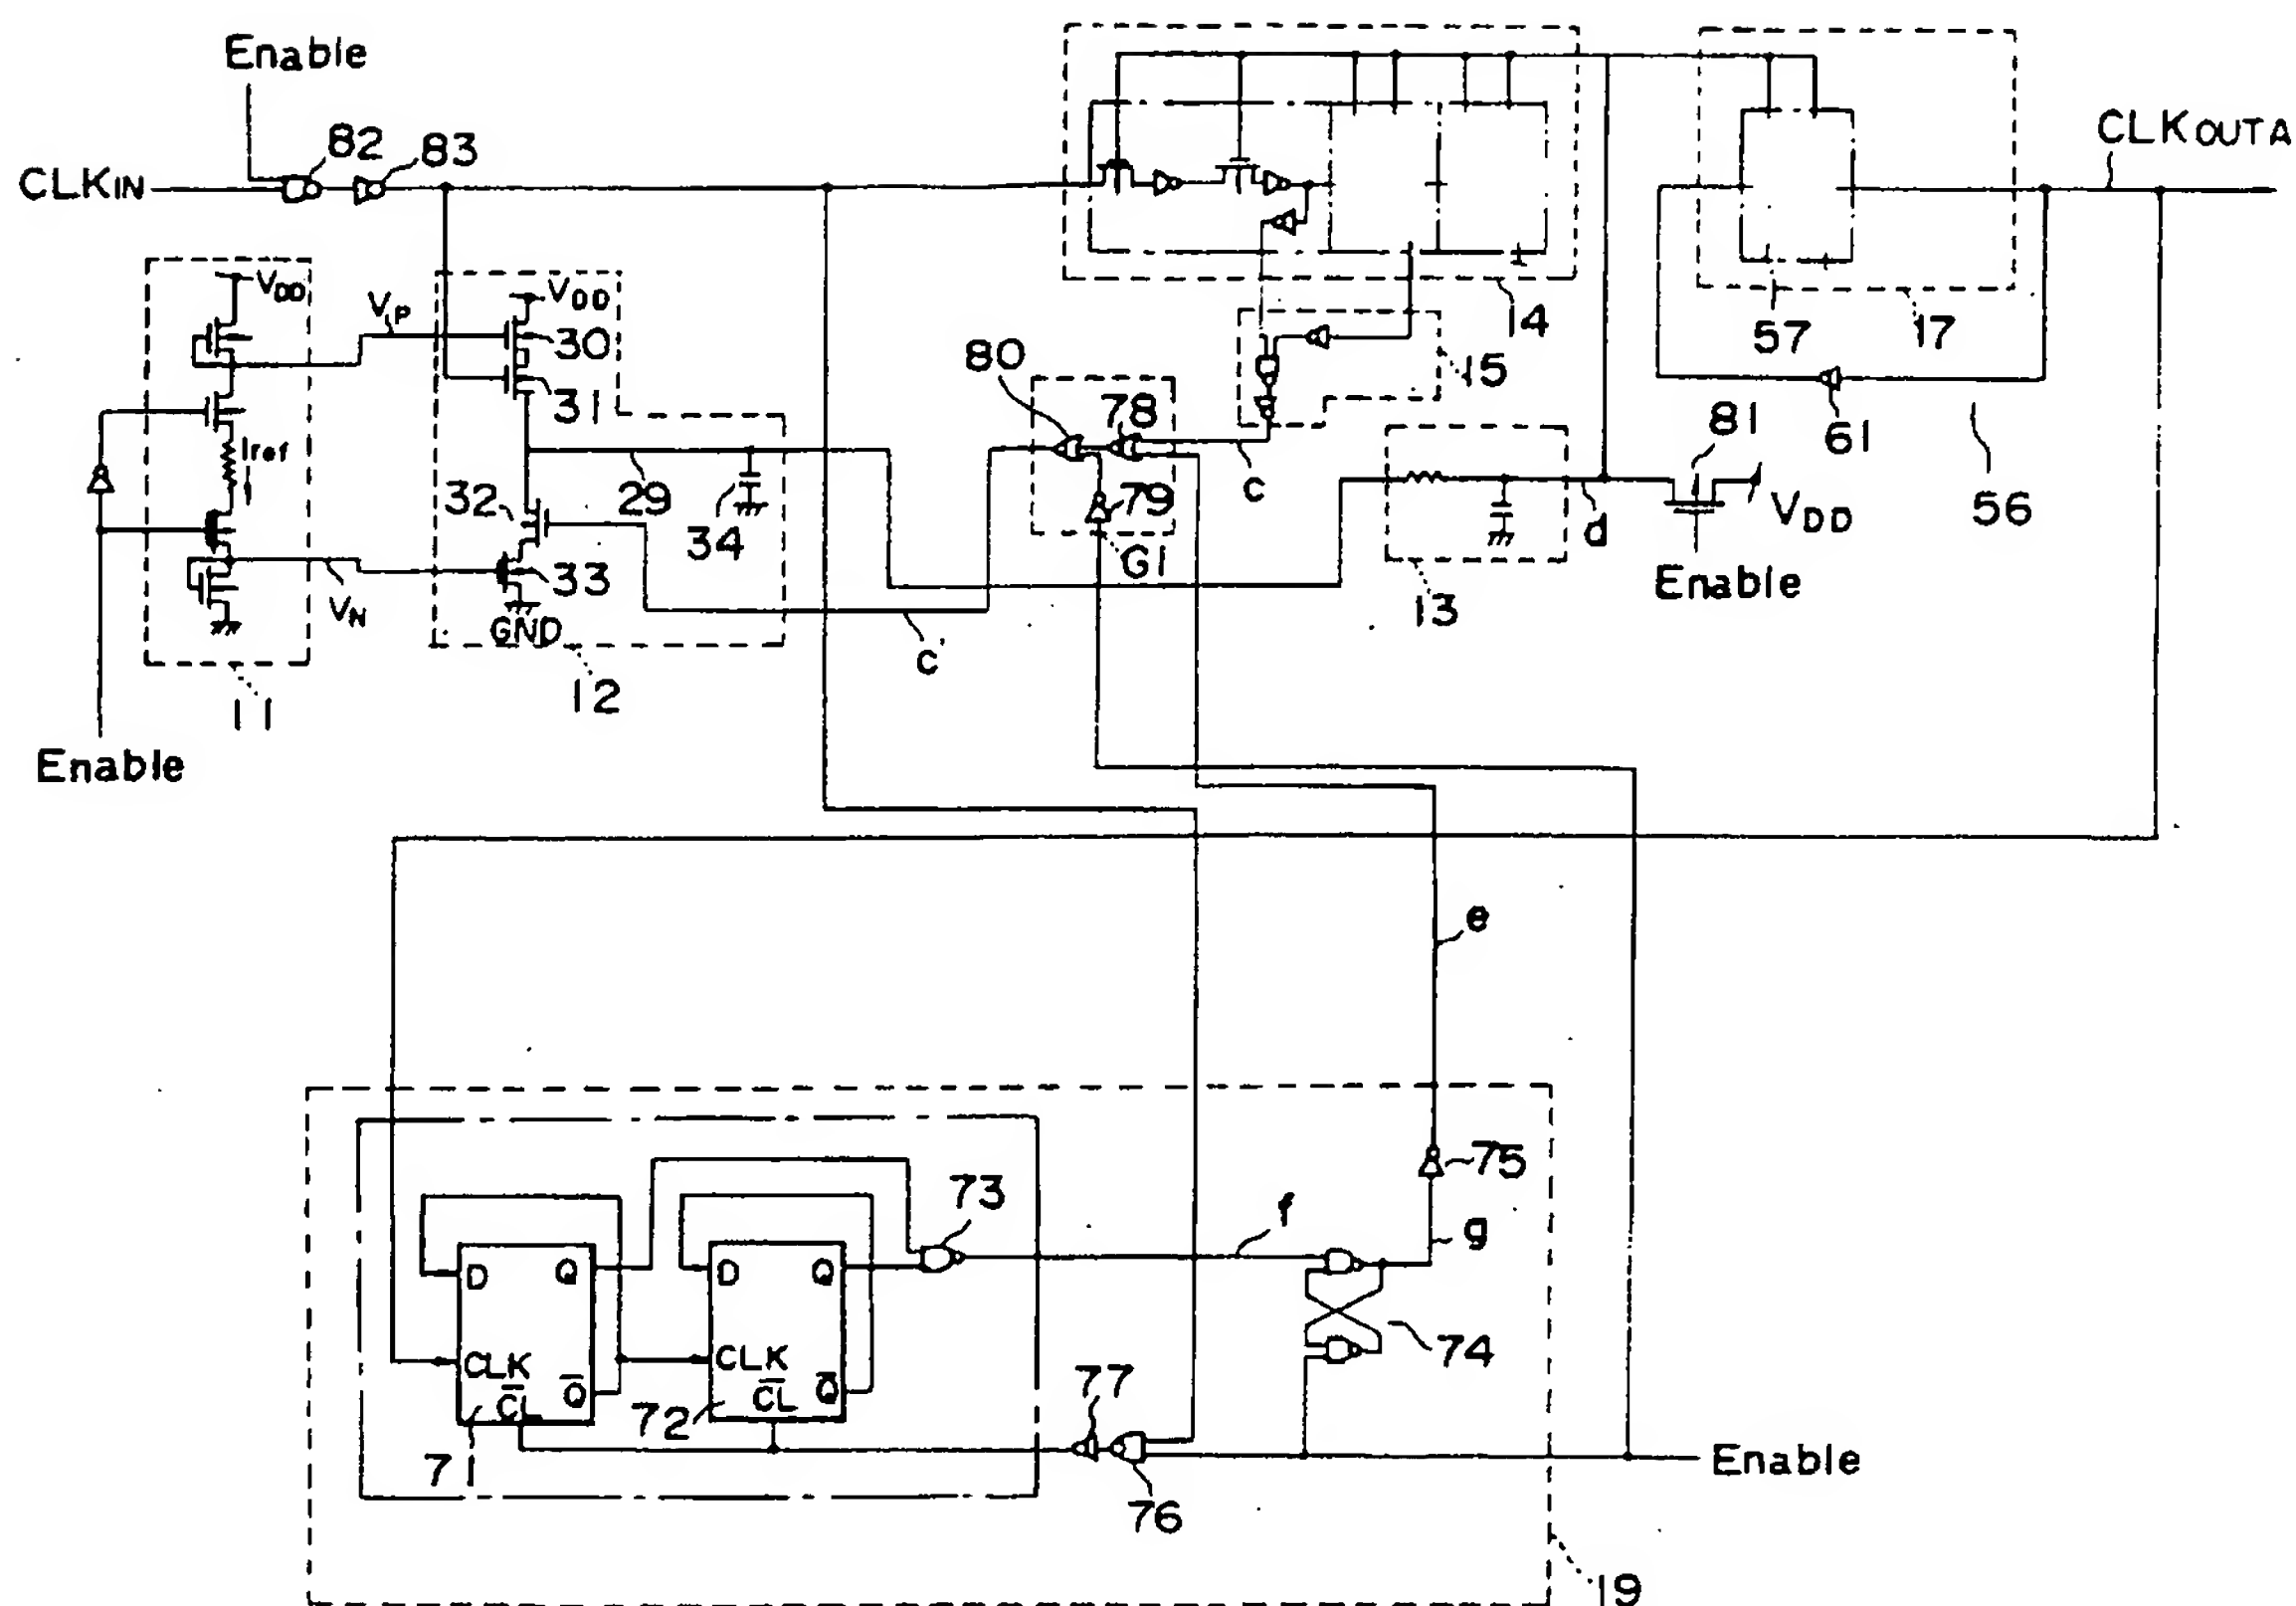 Enable
82
83
CLKIN
CLKOUTA
VDD
VP
VDD
30
31
14
57
17
15
80
78
81
61
Iref
29
32
34
c
79
d
VDD
56
33
G1
13
Enable
VN
GND
c'
11
12
Enable
e
75
73
f
g
D
Q
D
Q
74
CLK
CLK
77
CL
Q
72
CL
Q
71
76
Enable
19